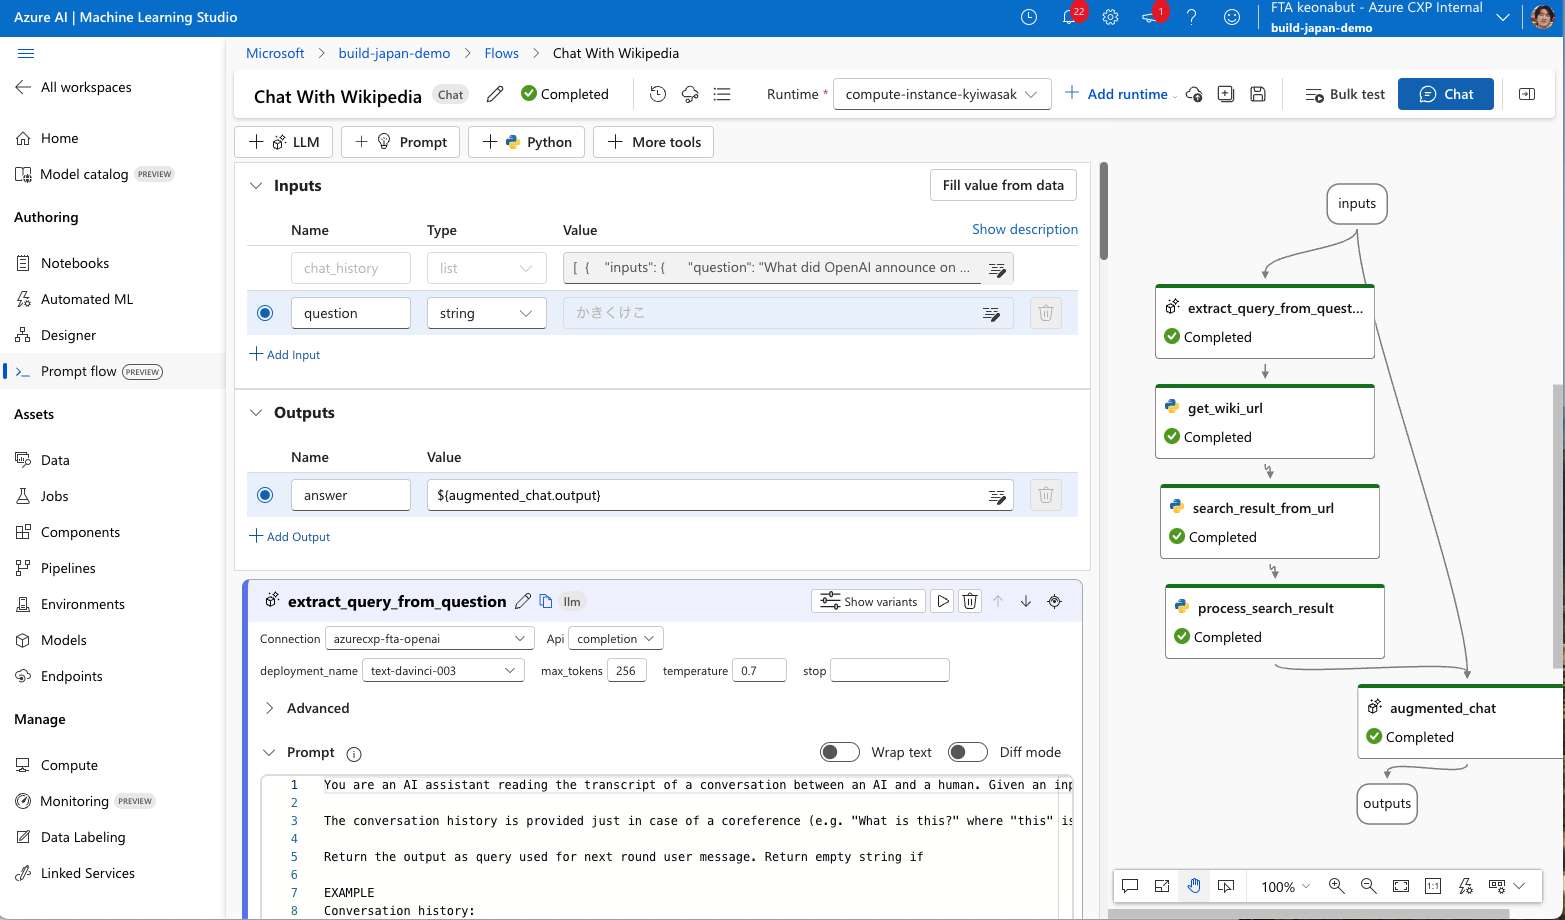 Azure AI | Machine Learning Studio
22
1
FTA keonabut - Azure CXP Internal
build-japan-demo
All workspaces
Home
Model catalog PREVIEW
Authoring
Notebooks
Automated ML
Designer
Prompt flow PREVIEW
Assets
Data
Jobs
Components
Pipelines
Environments
Models
Endpoints
Manage
Compute
Monitoring PREVIEW
Data Labeling
Linked Services
Microsoft > build-japan-demo > Flows > Chat With Wikipedia
Chat With Wikipedia Chat Completed Runtime * compute-instance-kyiwasak Add runtime Bulk test Chat
LLM Prompt Python More tools
Inputs Fill value from data
Name Type Value Show description
chat_history list [ { "inputs": { "question": "What did OpenAI announce on ...
question string かきくけこ
Add Input
Outputs
Name Value
answer ${augmented_chat.output}
Add Output
extract_query_from_question llm Show variants
Connection azurecxp-fta-openai Api completion
deployment_name text-davinci-003 max_tokens 256 temperature 0.7 stop
Advanced
Prompt Wrap text Diff mode
1 You are an AI assistant reading the transcript of a conversation between an AI and a human. Given an inp
2
3 The conversation history is provided just in case of a coreference (e.g. "What is this?" where "this" is
4
5 Return the output as query used for next round user message. Return empty string if
6
7 EXAMPLE
8 Conversation history:
inputs
extract_query_from_quest...
Completed
get_wiki_url
Completed
search_result_from_url
Completed
process_search_result
Completed
augmented_chat
Completed
outputs
100% 1:1